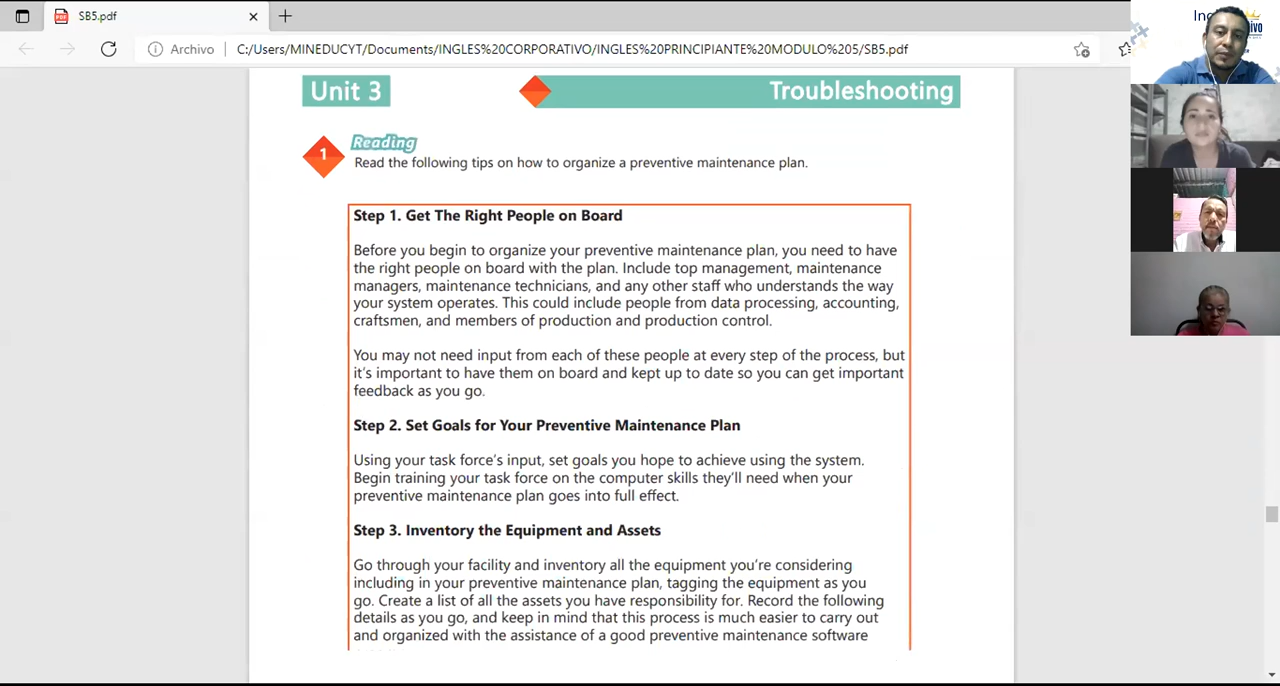 SB5.pdf
Archivo
C:/Users/MINEDUCYT/Documents/INGLES%20CORPORATIVO/INGLES%20PRINCIPIANTE%20MODULO%205/SB5.pdf
Unit 3
Troubleshooting
1
Reading
Read the following tips on how to organize a preventive maintenance plan.
Step 1. Get The Right People on Board
Before you begin to organize your preventive maintenance plan, you need to have
the right people on board with the plan. Include top management, maintenance
managers, maintenance technicians, and any other staff who understands the way
your system operates. This could include people from data processing, accounting,
craftsmen, and members of production and production control.
You may not need input from each of these people at every step of the process, but
it's important to have them on board and kept up to date so you can get important
feedback as you go.
Step 2. Set Goals for Your Preventive Maintenance Plan
Using your task force's input, set goals you hope to achieve using the system.
Begin training your task force on the computer skills they'll need when your
preventive maintenance plan goes into full effect.
Step 3. Inventory the Equipment and Assets
Go through your facility and inventory all the equipment you're considering
including in your preventive maintenance plan, tagging the equipment as you
go. Create a list of all the assets you have responsibility for. Record the following
details as you go, and keep in mind that this process is much easier to carry out
and organized with the assistance of a good preventive maintenance software